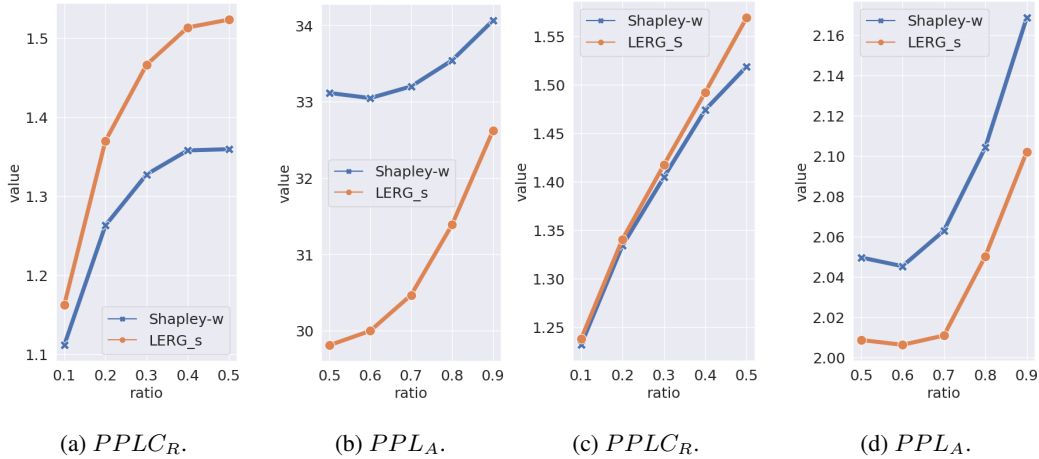 value
1.5
1.4
1.3
1.2
1.1
Shapley-w
LERG_s
0.1 0.2 0.3 0.4 0.5
ratio
(a) PPLC_R.
value
34
33
32
31
30
Shapley-w
LERG_s
0.5 0.6 0.7 0.8 0.9
ratio
(b) PPL_A.
value
1.55
1.50
1.45
1.40
1.35
1.30
1.25
Shapley-w
LERG_S
0.1 0.2 0.3 0.4 0.5
ratio
(c) PPLC_R.
value
2.16
2.14
2.12
2.10
2.08
2.06
2.04
2.02
2.00
Shapley-w
LERG_s
0.5 0.6 0.7 0.8 0.9
ratio
(d) PPL_A.